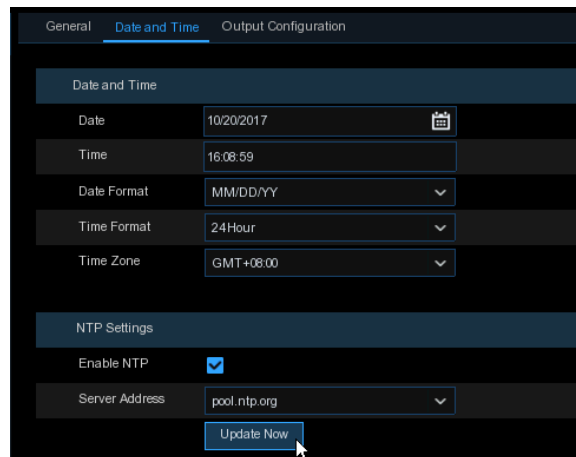 General Date and Time Output Configuration
Date and Time
Date 10/20/2017
Time 16:08:59
Date Format MM/DD/YY
Time Format 24Hour
Time Zone GMT+08:00
NTP Settings
Enable NTP
Server Address pool.ntp.org
Update Now